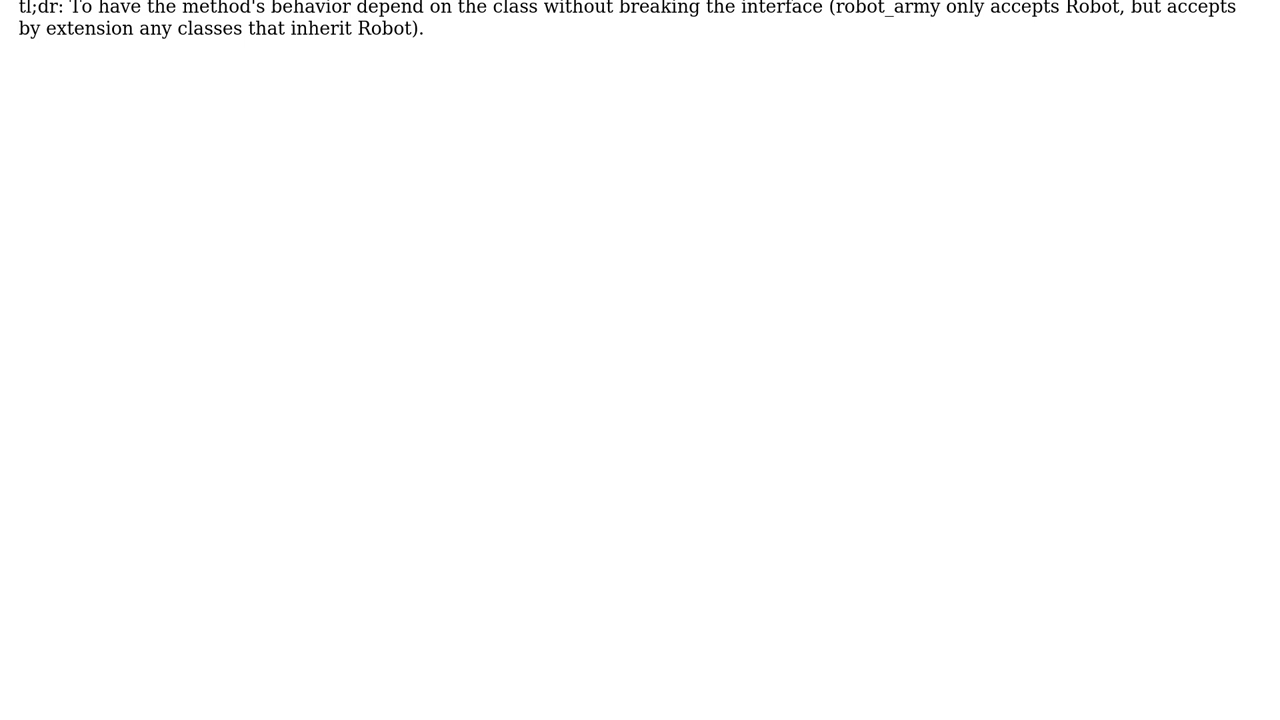 tl;dr: To have the method's behavior depend on the class without breaking the interface (robot_army only accepts Robot, but accepts
by extension any classes that inherit Robot).